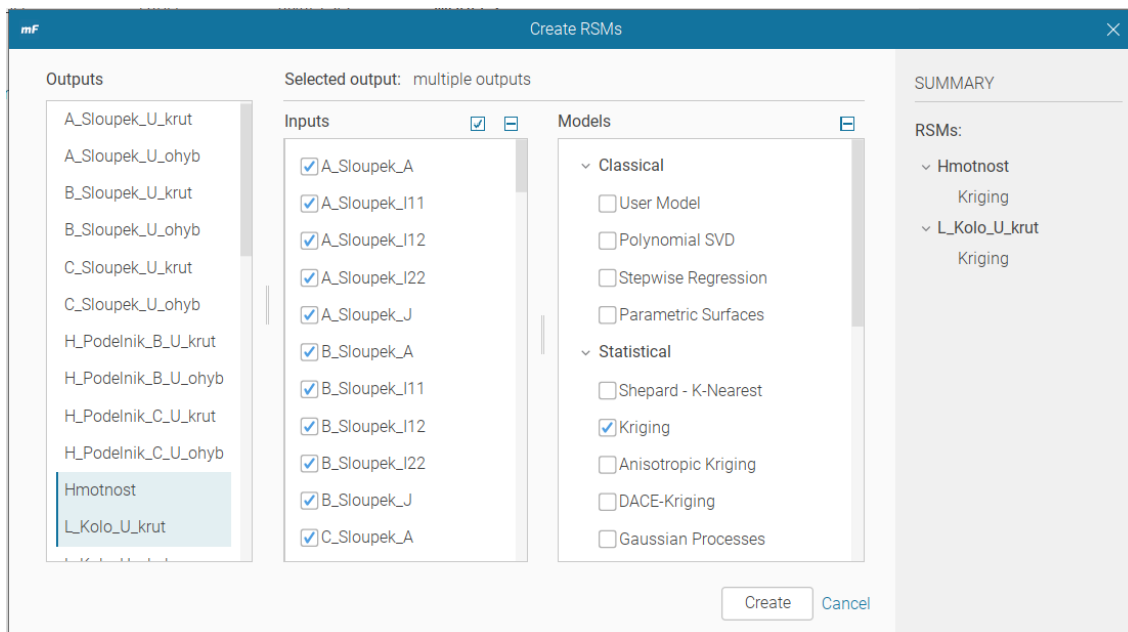 mF
Create RSMs
Outputs
A_Sloupek_U_krut
A_Sloupek_U_ohyb
B_Sloupek_U_krut
B_Sloupek_U_ohyb
C_Sloupek_U_krut
C_Sloupek_U_ohyb
H_Podelnik_B_U_krut
H_Podelnik_B_U_ohyb
H_Podelnik_C_U_krut
H_Podelnik_C_U_ohyb
Hmotnost
L_Kolo_U_krut
Selected output: multiple outputs
Inputs
A_Sloupek_A
A_Sloupek_I11
A_Sloupek_I12
A_Sloupek_I22
A_Sloupek_J
B_Sloupek_A
B_Sloupek_I11
B_Sloupek_I12
B_Sloupek_I22
B_Sloupek_J
C_Sloupek_A
Models
Classical
User Model
Polynomial SVD
Stepwise Regression
Parametric Surfaces
Statistical
Shepard - K-Nearest
Kriging
Anisotropic Kriging
DACE-Kriging
Gaussian Processes
SUMMARY
RSMs:
Hmotnost
Kriging
L_Kolo_U_krut
Kriging
Create
Cancel